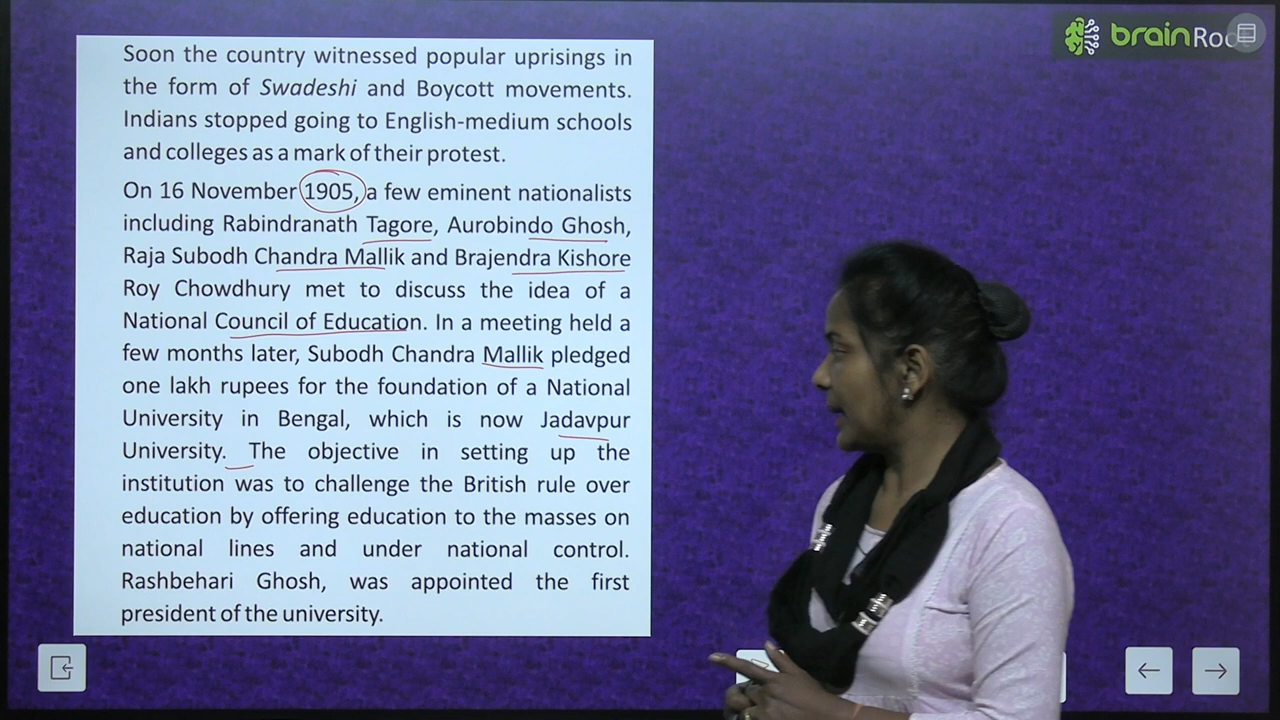 Soon the country witnessed popular uprisings in
the form of Swadeshi and Boycott movements.
Indians stopped going to English-medium schools
and colleges as a mark of their protest.
On 16 November 1905, a few eminent nationalists
including Rabindranath Tagore, Aurobindo Ghosh,
Raja Subodh Chandra Mallik and Brajendra Kishore
Roy Chowdhury met to discuss the idea of a
National Council of Education. In a meeting held a
few months later, Subodh Chandra Mallik pledged
one lakh rupees for the foundation of a National
University in Bengal, which is now Jadavpur
University. The objective in setting up the
institution was to challenge the British rule over
education by offering education to the masses on
national lines and under national control.
Rashbehari Ghosh, was appointed the first
president of the university.
brain